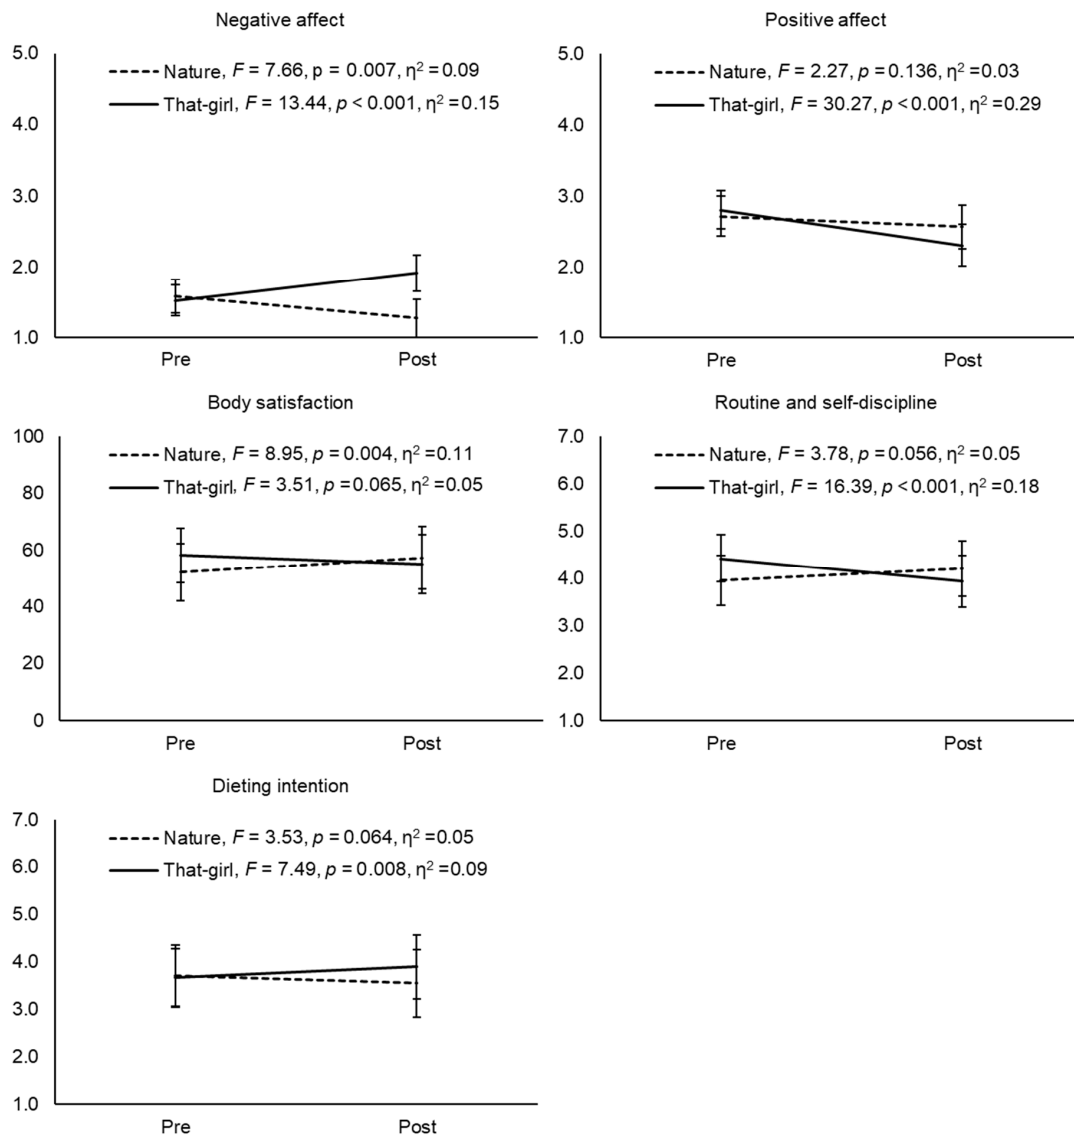 Negative affect
5.0
4.0
3.0
2.0
1.0
Nature, F = 7.66, p = 0.007, η² = 0.09
That-girl, F = 13.44, p < 0.001, η² = 0.15
Pre
Post
Positive affect
5.0
4.0
3.0
2.0
1.0
Nature, F = 2.27, p = 0.136, η² = 0.03
That-girl, F = 30.27, p < 0.001, η² = 0.29
Pre
Post
Body satisfaction
100
80
60
40
20
0
Nature, F = 8.95, p = 0.004, η² = 0.11
That-girl, F = 3.51, p = 0.065, η² = 0.05
Pre
Post
Routine and self-discipline
7.0
6.0
5.0
4.0
3.0
2.0
1.0
Nature, F = 3.78, p = 0.056, η² = 0.05
That-girl, F = 16.39, p < 0.001, η² = 0.18
Pre
Post
Dieting intention
7.0
6.0
5.0
4.0
3.0
2.0
1.0
Nature, F = 3.53, p = 0.064, η² = 0.05
That-girl, F = 7.49, p = 0.008, η² = 0.09
Pre
Post